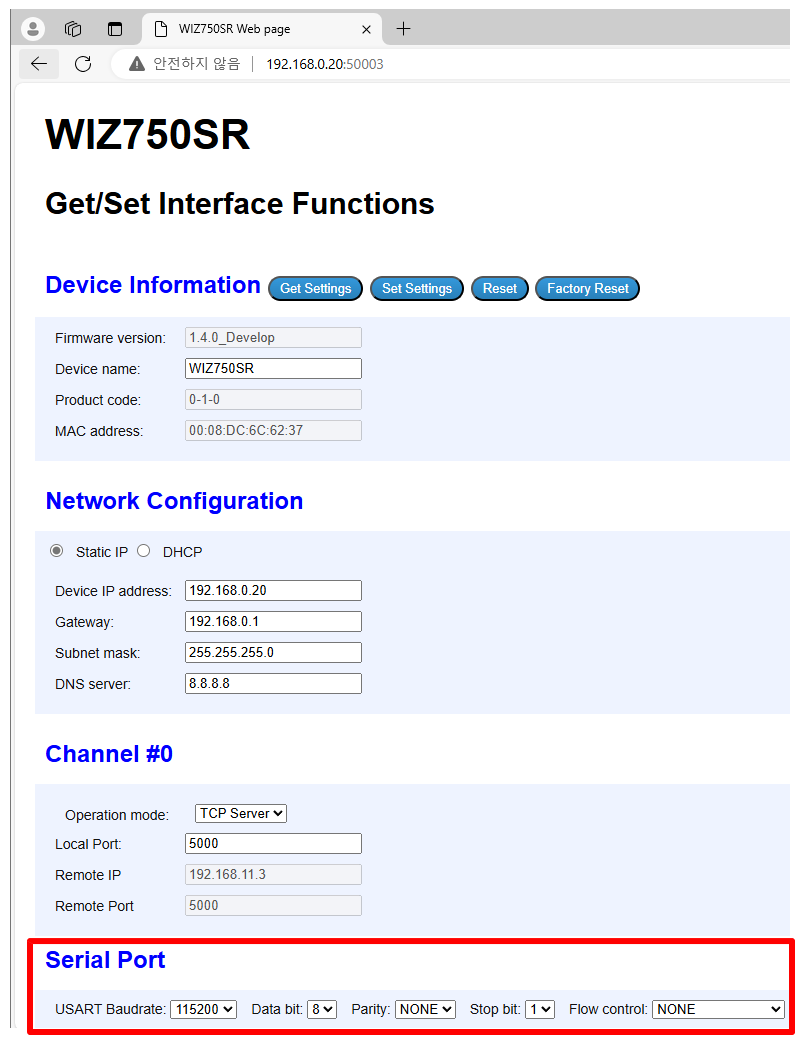 WIZ750SR Web page
안전하지 않음 192.168.0.20:50003
WIZ750SR
Get/Set Interface Functions
Device Information Get Settings Set Settings Reset Factory Reset
Firmware version: 1.4.0_Develop
Device name: WIZ750SR
Product code: 0-1-0
MAC address: 00:08:DC:6C:62:37
Network Configuration
Static IP DHCP
Device IP address: 192.168.0.20
Gateway: 192.168.0.1
Subnet mask: 255.255.255.0
DNS server: 8.8.8.8
Channel #0
Operation mode: TCP Server
Local Port: 5000
Remote IP 192.168.11.3
Remote Port 5000
Serial Port
USART Baudrate: 115200 Data bit: 8 Parity: NONE Stop bit: 1 Flow control: NONE